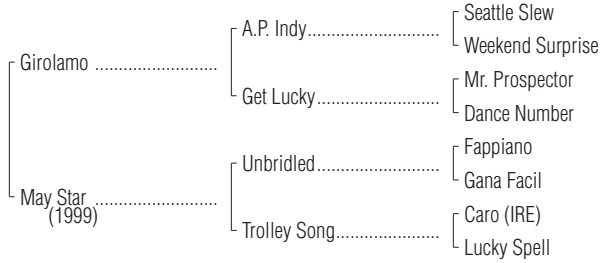 Seattle Slew
A.P. Indy..............................
Weekend Surprise
Girolamo ..........................
Mr. Prospector
Get Lucky..........................
Dance Number
Fappiano
Unbridled..........................
Gana Facil
May Star ..........................
(1999)
Caro (IRE)
Trolley Song......................
Lucky Spell